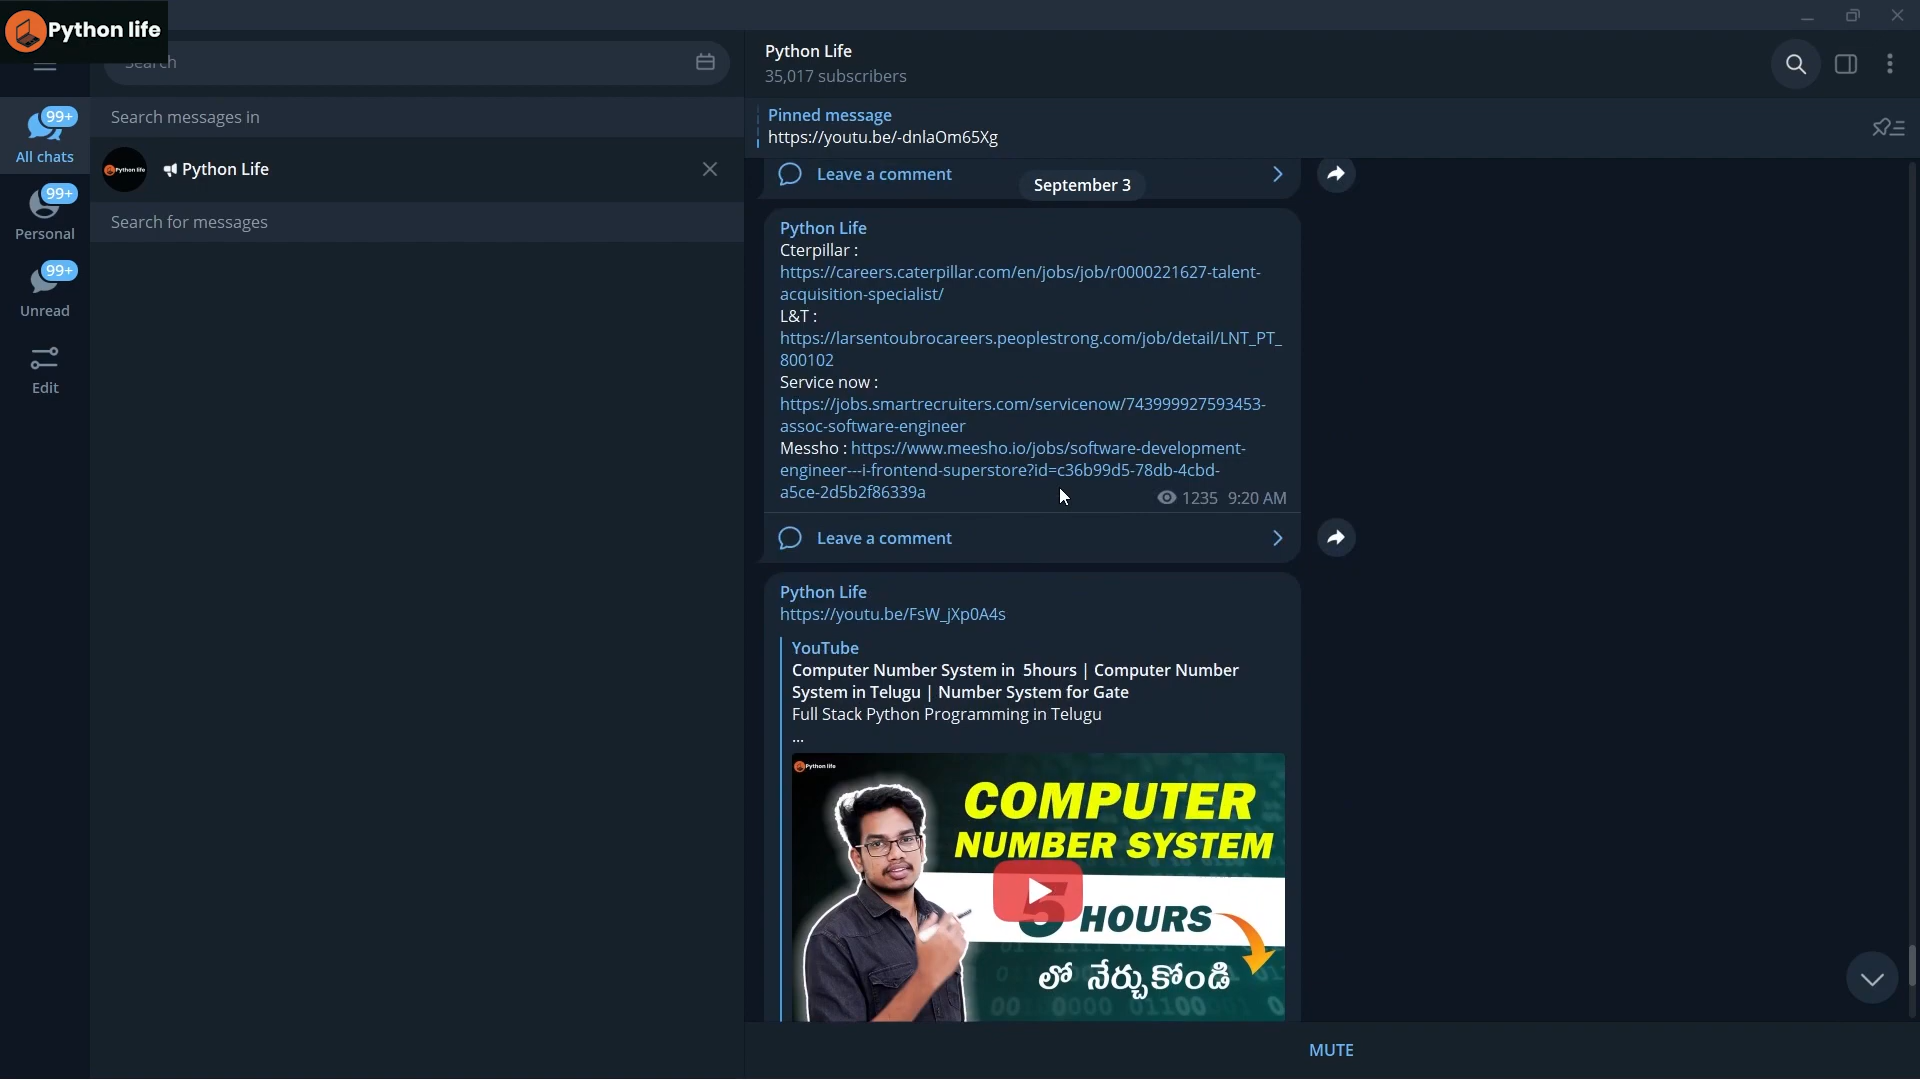 Python life
Search
99+
All chats
99+
Personal
99+
Unread
Edit
Search messages in
Python life
Python Life
Search for messages
Python Life
35,017 subscribers
Pinned message
https://youtu.be/-dnlaOm65Xg
Leave a comment
September 3
Python Life
Cterpillar :
https://careers.caterpillar.com/en/jobs/job/r0000221627-talent-
acquisition-specialist/
L&T :
https://larsentoubrocareers.peoplestrong.com/job/detail/LNT_PT_
800102
Service now :
https://jobs.smartrecruiters.com/servicenow/743999927593453-
assoc-software-engineer
Messho : https://www.meesho.io/jobs/software-development-
engineer---i-frontend-superstore?id=c36b99d5-78db-4cbd-
a5ce-2d5b2f86339a
1235 9:20 AM
Leave a comment
Python Life
https://youtu.be/FsW_jXp0A4s
YouTube
Computer Number System in 5hours | Computer Number
System in Telugu | Number System for Gate
Full Stack Python Programming in Telugu
...
Python life
COMPUTER
NUMBER SYSTEM
5 HOURS
లో నేర్చుకోండి
MUTE